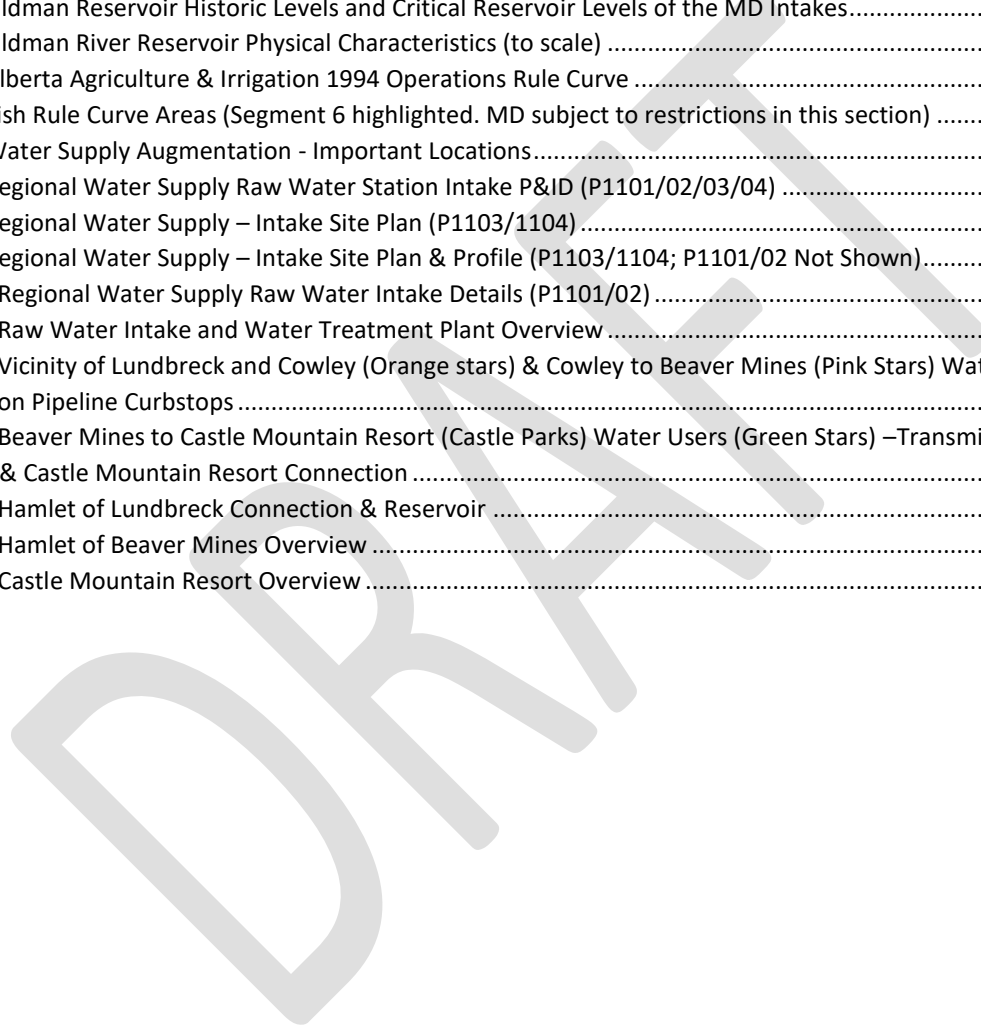 ldman Reservoir Historic Levels and Critical Reservoir Levels of the MD Intakes..................
ldman River Reservoir Physical Characteristics (to scale) ..................
lberta Agriculture & Irrigation 1994 Operations Rule Curve ..................
ish Rule Curve Areas (Segment 6 highlighted. MD subject to restrictions in this section) ......
Water Supply Augmentation - Important Locations..................
egional Water Supply Raw Water Station Intake P&ID (P1101/02/03/04) ..................
egional Water Supply – Intake Site Plan (P1103/1104) ..................
egional Water Supply – Intake Site Plan & Profile (P1103/1104; P1101/02 Not Shown)........
Regional Water Supply Raw Water Intake Details (P1101/02) ..................
Raw Water Intake and Water Treatment Plant Overview ..................
Vicinity of Lundbreck and Cowley (Orange stars) & Cowley to Beaver Mines (Pink Stars) Wat
on Pipeline Curbstops ..................
Beaver Mines to Castle Mountain Resort (Castle Parks) Water Users (Green Stars) –Transmi
& Castle Mountain Resort Connection ..................
Hamlet of Lundbreck Connection & Reservoir ..................
Hamlet of Beaver Mines Overview ..................
Castle Mountain Resort Overview ..................
DRAFT